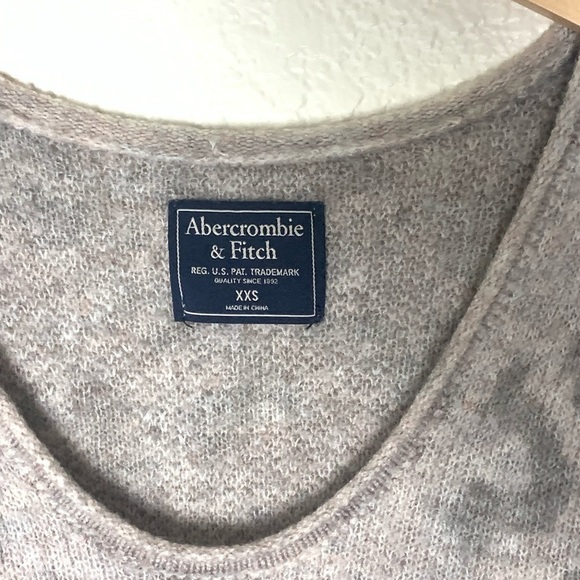 Abercrombie
& Fitch
REG. U.S. PAT. TRADEMARK
QUALITY SINCE 1892
XXS
MADE IN CHINA